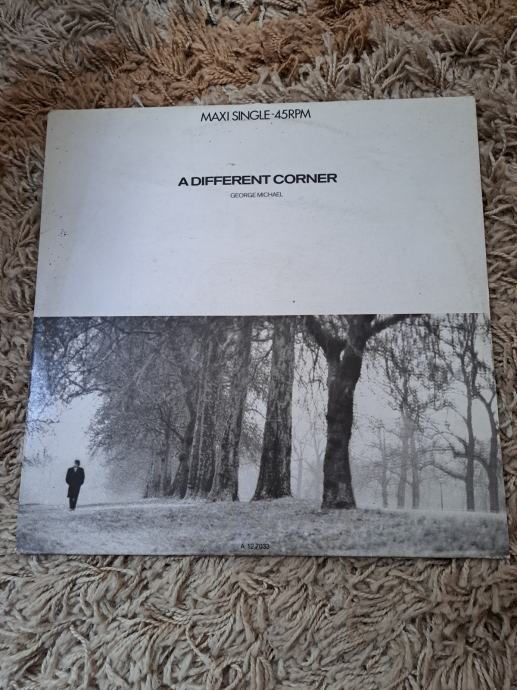 MAXI SINGLE-45RPM
A DIFFERENT CORNER
GEORGE MICHAEL
A 12.7033